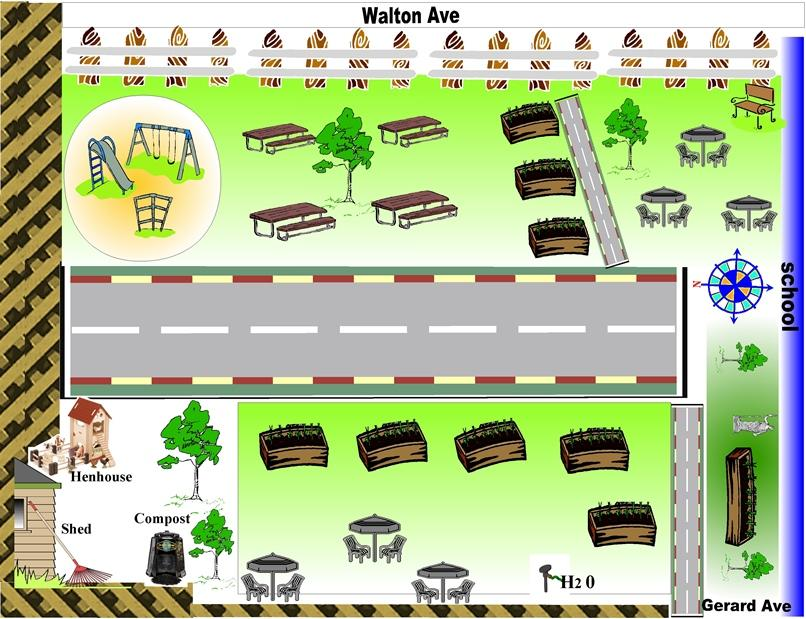 Walton Ave
N
school
Henhouse
Shed
Compost
H2 0
Gerard Ave